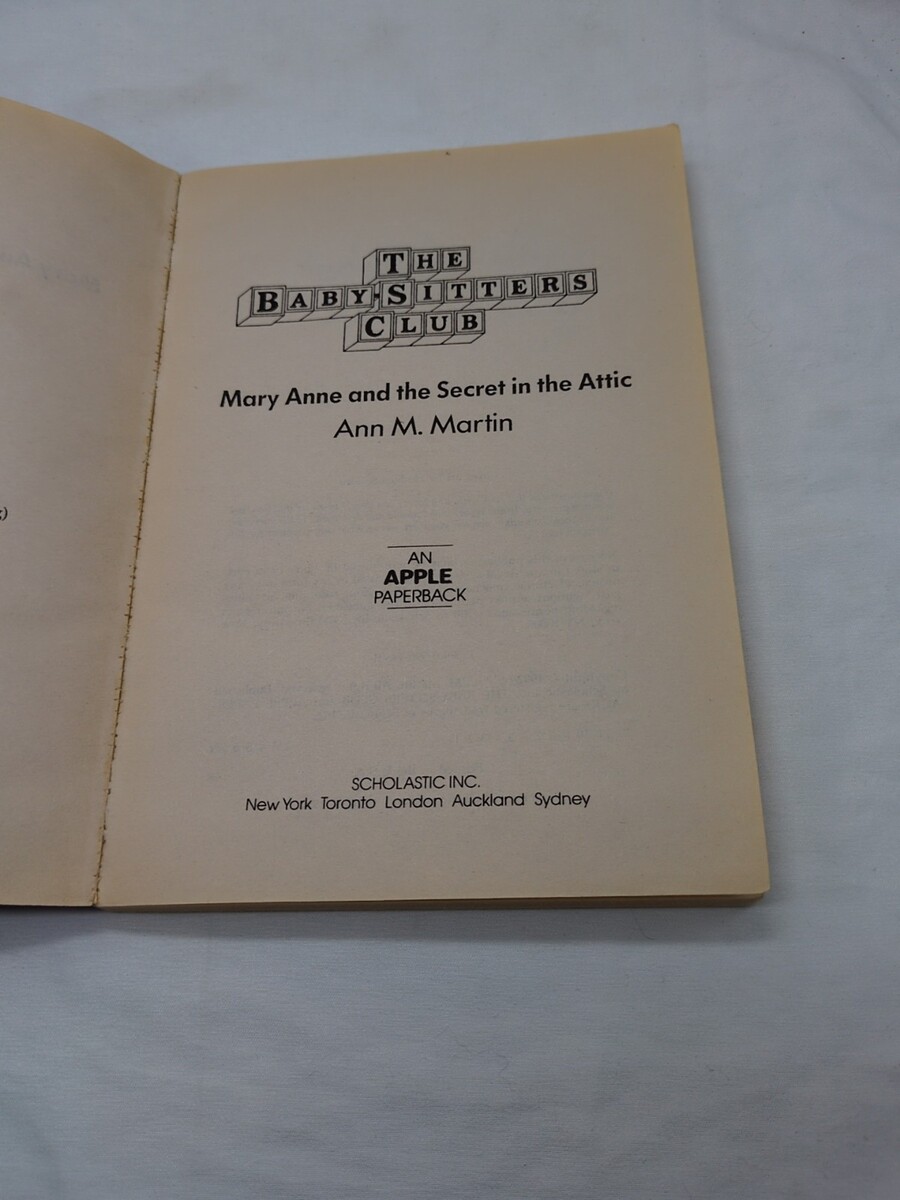 THE
BABY-SITTERS
CLUB
Mary Anne and the Secret in the Attic
Ann M. Martin
AN
APPLE
PAPERBACK
SCHOLASTIC INC.
New York Toronto London Auckland Sydney